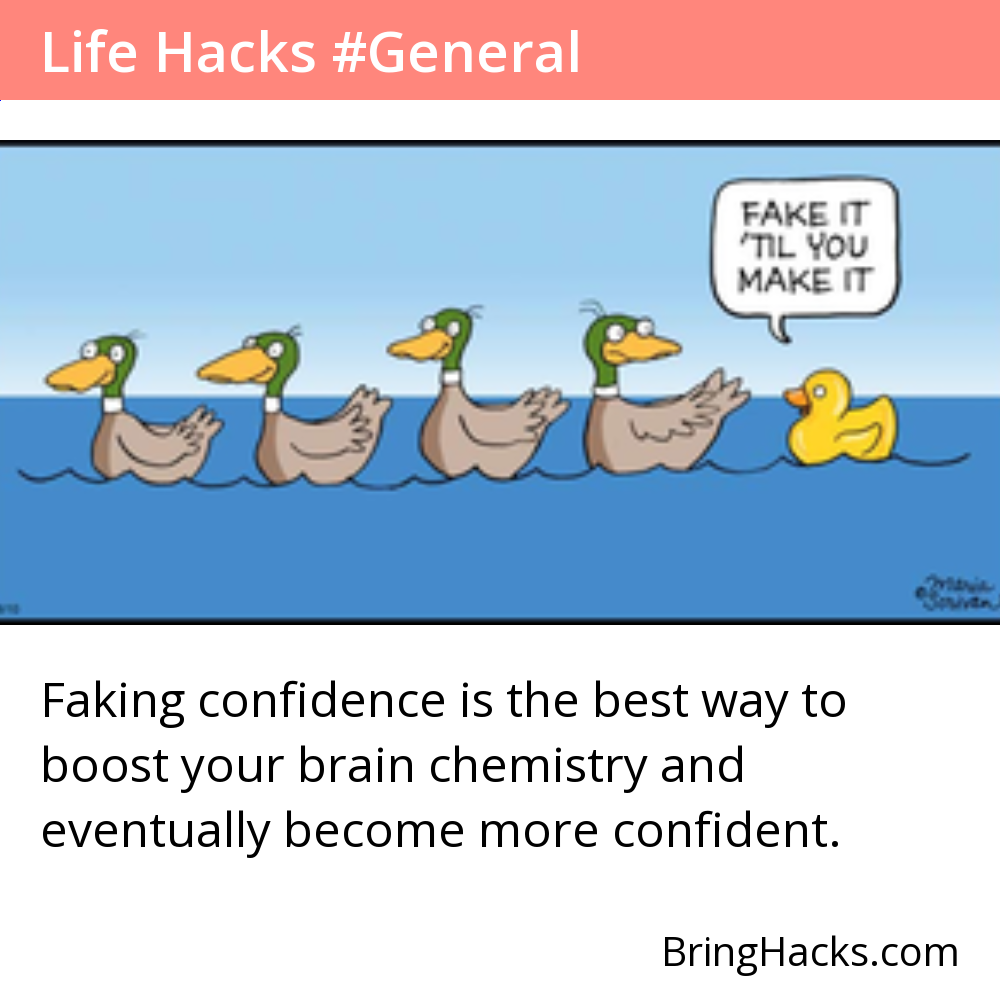 Life Hacks #General
FAKE IT
'TIL YOU
MAKE IT
Maria
Scrivan
Faking confidence is the best way to
boost your brain chemistry and
eventually become more confident.
BringHacks.com